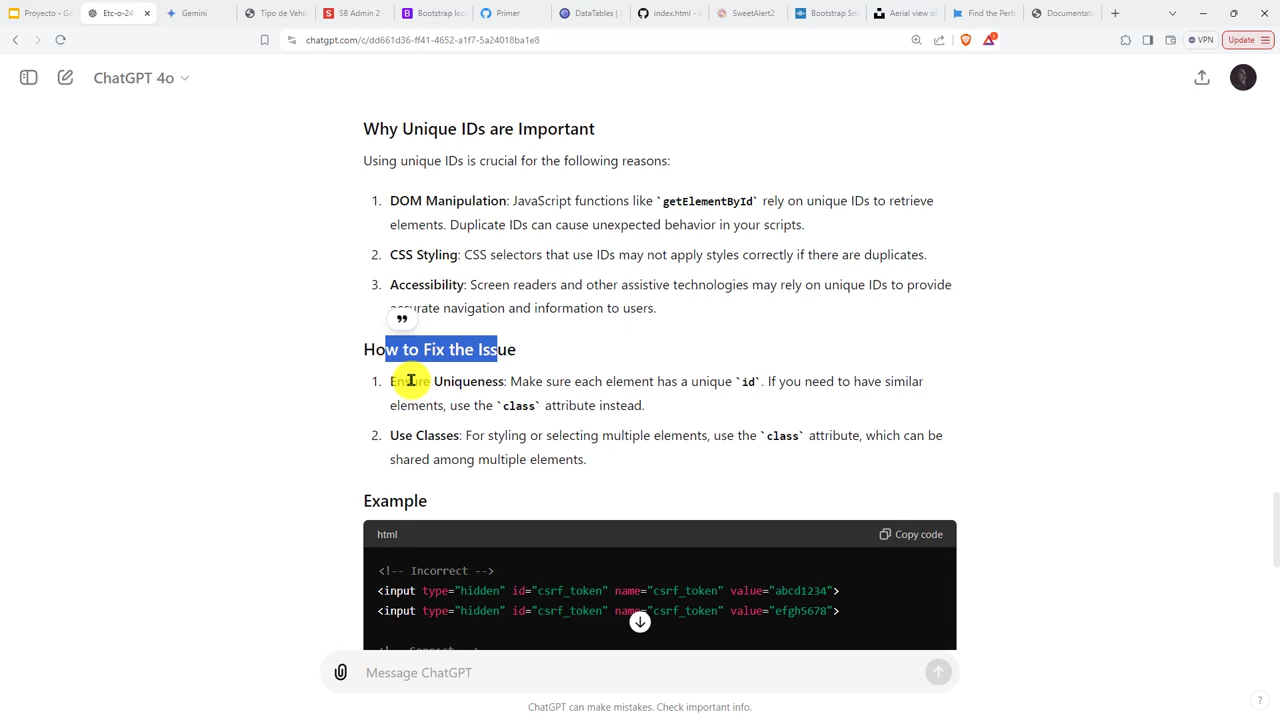 Proyecto - Go
Etc-o-24
Gemini
Tipo de Vehic
SB Admin 2 -
Bootstrap Ico
Primer
DataTables |
index.html -
SweetAlert2 -
Bootstrap Sni
Aerial view of
Find the Perfe
Documentati
chatgpt.com/c/dd661d36-ff41-4652-a1f7-5a24018ba1e8
VPN
Update
ChatGPT 4o
Why Unique IDs are Important
Using unique IDs is crucial for the following reasons:
1. DOM Manipulation: JavaScript functions like `getElementById` rely on unique IDs to retrieve
elements. Duplicate IDs can cause unexpected behavior in your scripts.
2. CSS Styling: CSS selectors that use IDs may not apply styles correctly if there are duplicates.
3. Accessibility: Screen readers and other assistive technologies may rely on unique IDs to provide
accurate navigation and information to users.
How to Fix the Issue
1. Ensure Uniqueness: Make sure each element has a unique `id`. If you need to have similar
elements, use the `class` attribute instead.
2. Use Classes: For styling or selecting multiple elements, use the `class` attribute, which can be
shared among multiple elements.
Example
html
Copy code
<!-- Incorrect -->
<input type="hidden" id="csrf_token" name="csrf_token" value="abcd1234">
<input type="hidden" id="csrf_token" name="csrf_token" value="efgh5678">
Message ChatGPT
ChatGPT can make mistakes. Check important info.
?